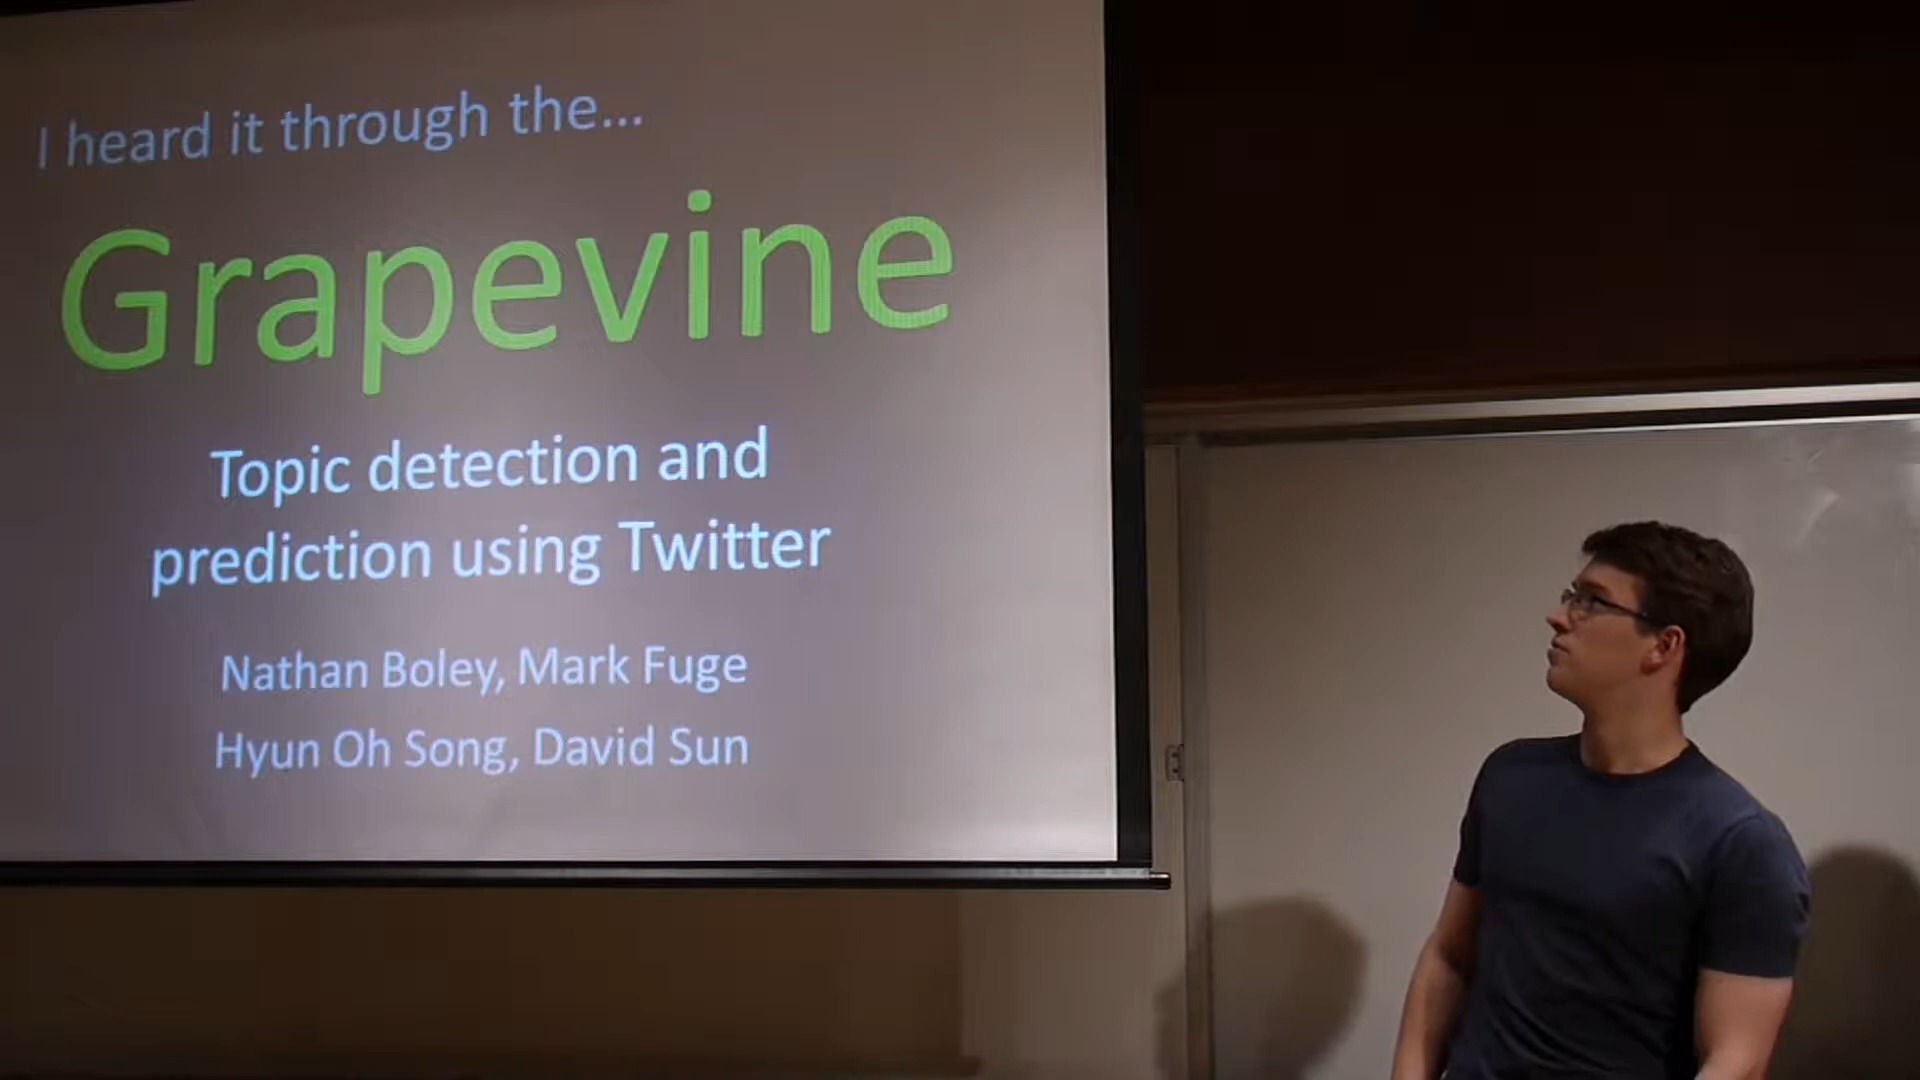 I heard it through the...
Grapevine
Topic detection and
prediction using Twitter
Nathan Boley, Mark Fuge
Hyun Oh Song, David Sun